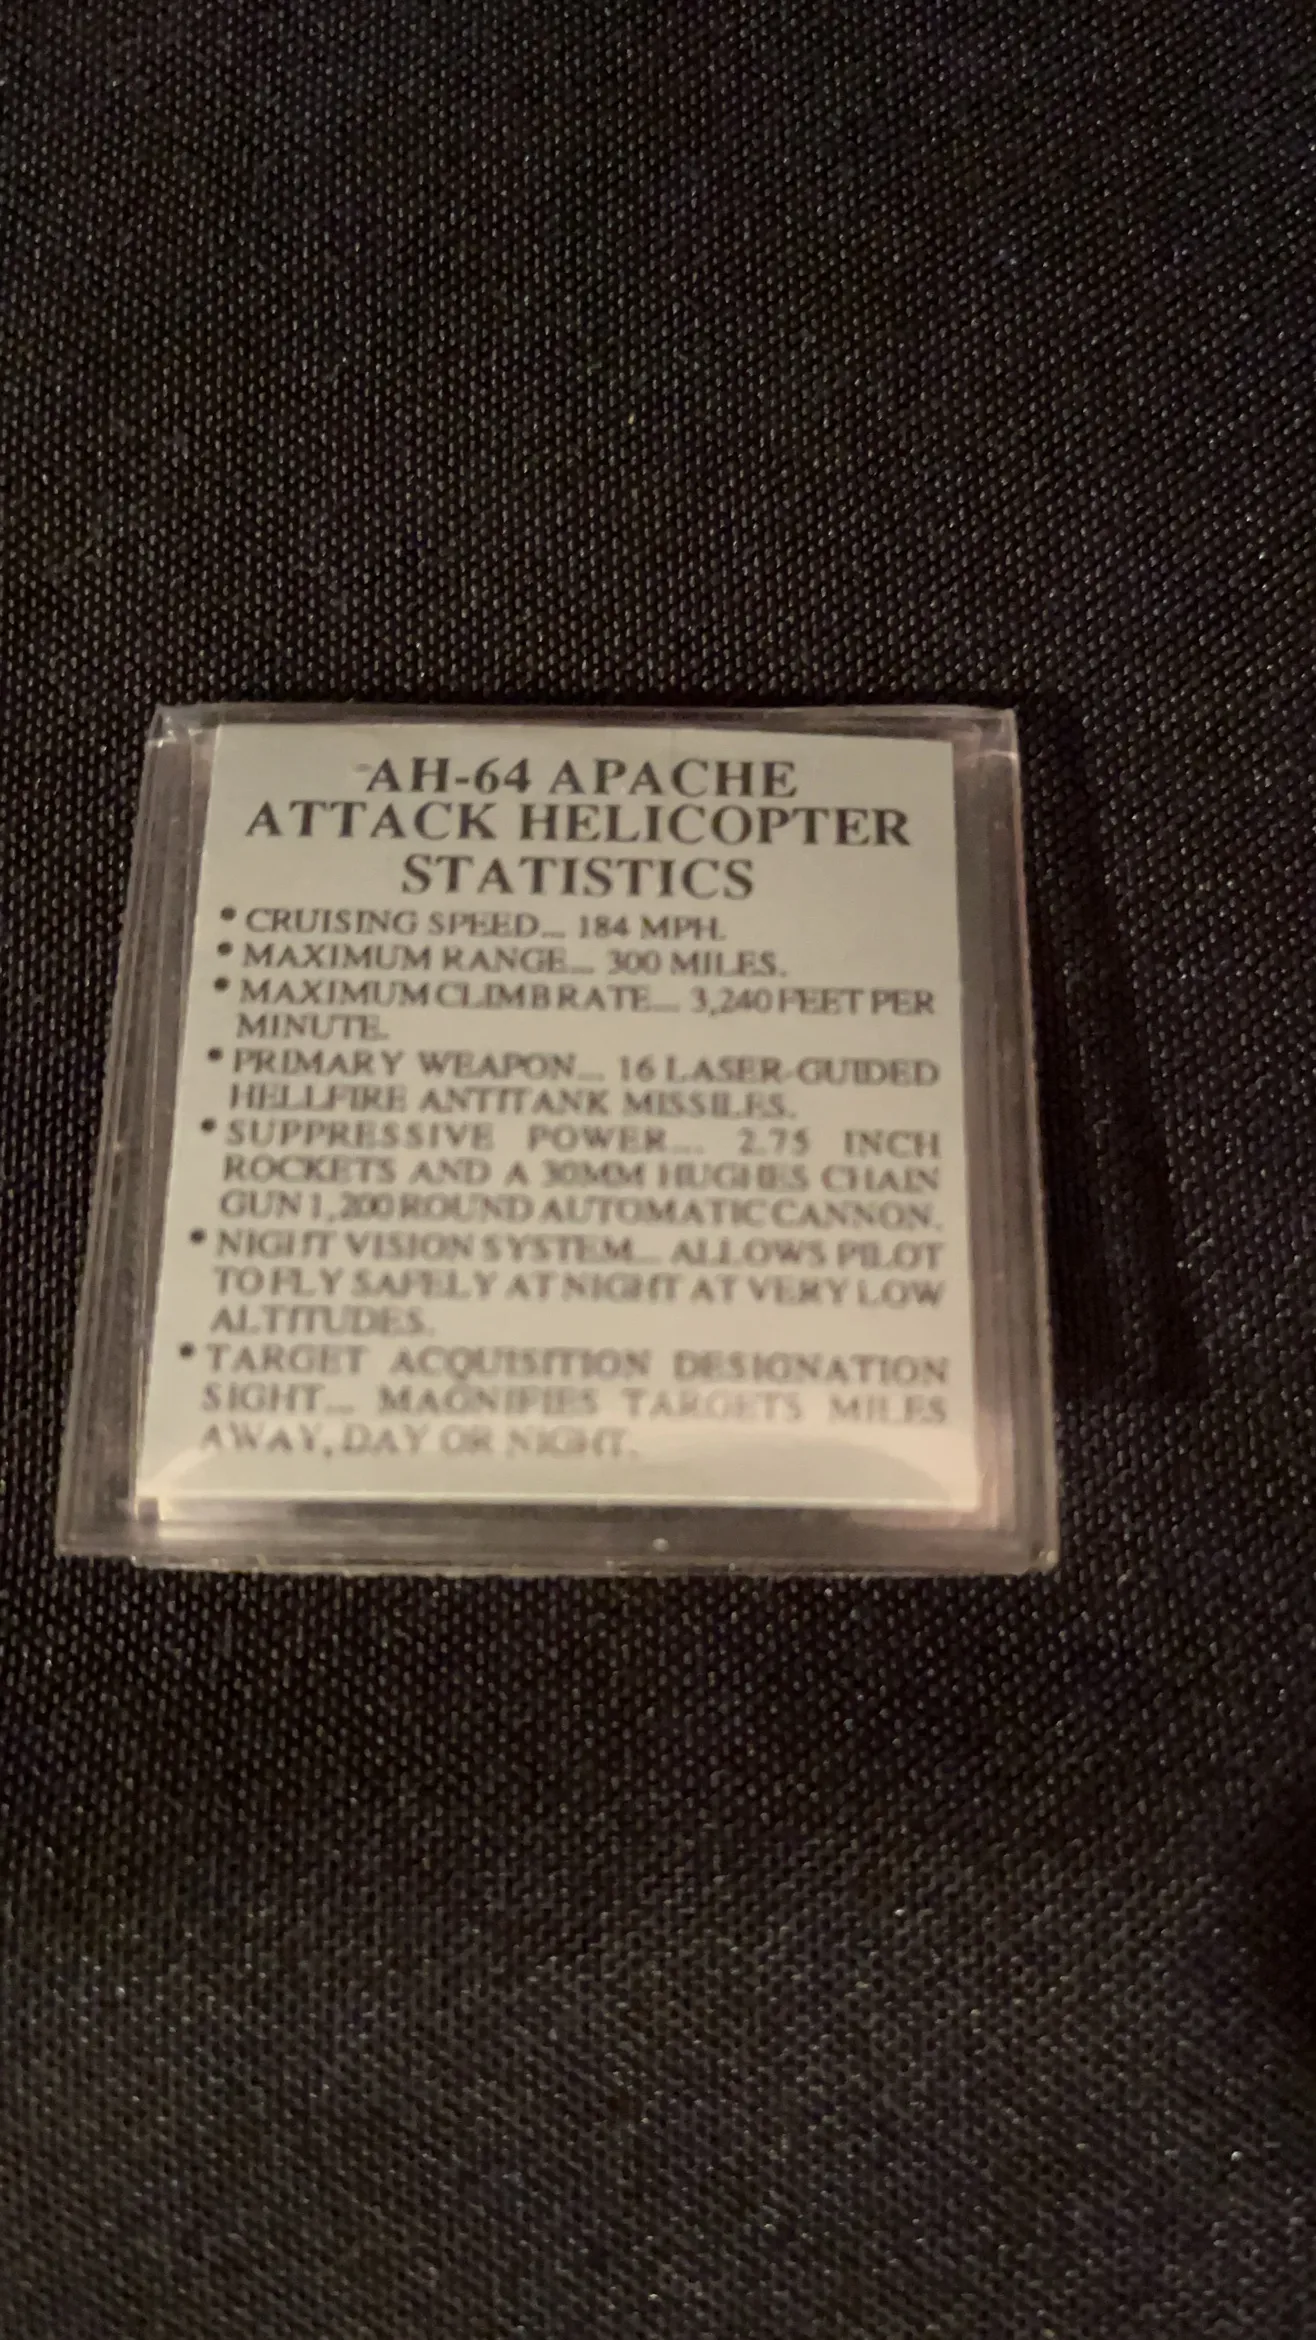 AH-64 APACHE
ATTACK HELICOPTER
STATISTICS
• CRUISING SPEED... 184 MPH.
• MAXIMUM RANGE... 300 MILES.
• MAXIMUM CLIMB RATE... 3,240 FEET PER
MINUTE.
• PRIMARY WEAPON... 16 LASER-GUIDED
HELLFIRE ANTITANK MISSILES.
• SUPPRESSIVE POWER... 2.75 INCH
ROCKETS AND A 30MM HUGHES CHAIN
GUN 1,200 ROUND AUTOMATIC CANNON.
• NIGHT VISION SYSTEM... ALLOWS PILOT
TO FLY SAFELY AT NIGHT AT VERY LOW
ALTITUDES.
• TARGET ACQUISITION DESIGNATION
SIGHT... MAGNIFIES TARGETS MILES
AWAY, DAY OR NIGHT.